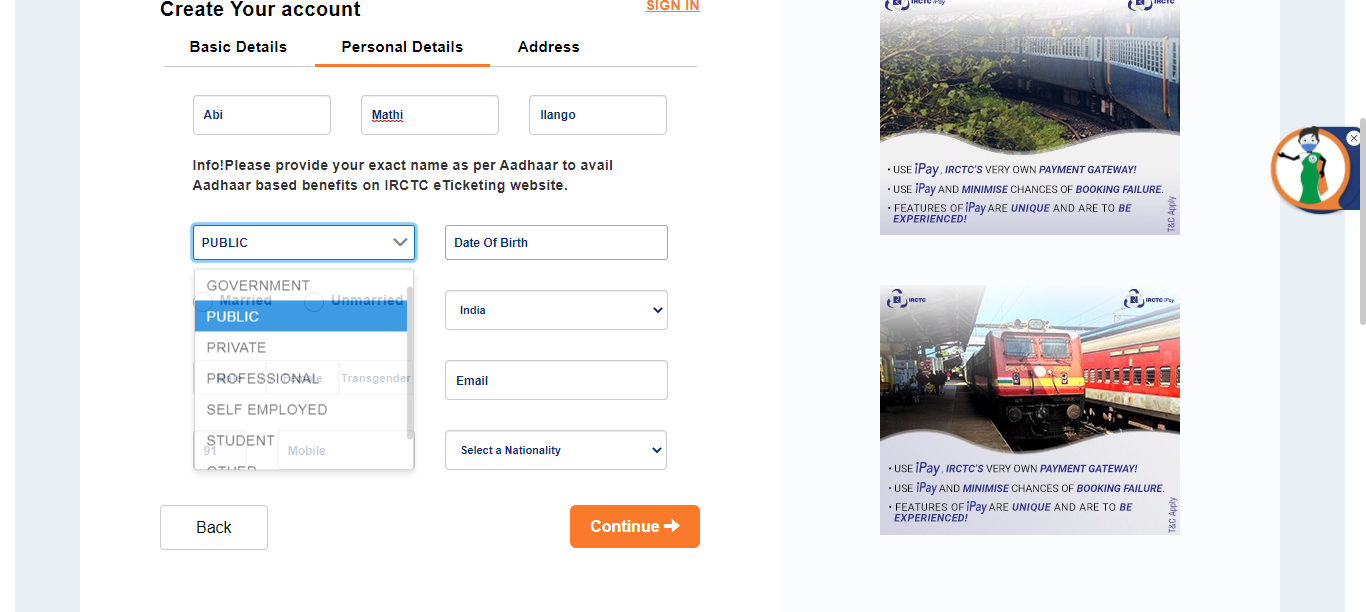 Create Your account
SIGN IN
Basic Details Personal Details Address
Abi Mathi Ilango
Info!Please provide your exact name as per Aadhaar to avail
Aadhaar based benefits on IRCTC eTicketing website.
PUBLIC Date Of Birth
GOVERNMENT
Married Unmarried
PUBLIC
India
PRIVATE
PROFESSIONAL
Transgender
Email
SELF EMPLOYED
STUDENT
91 Mobile
Select a Nationality
OTHER
Back Continue
IRCTC iPay
IRCTC
• USE iPay, IRCTC'S VERY OWN PAYMENT GATEWAY!
• USE iPay AND MINIMISE CHANCES OF BOOKING FAILURE.
• FEATURES OF iPay ARE UNIQUE AND ARE TO BE
EXPERIENCED!
T&C Apply
IRCTC
IRCTC iPay
• USE iPay, IRCTC'S VERY OWN PAYMENT GATEWAY!
• USE iPay AND MINIMISE CHANCES OF BOOKING FAILURE.
• FEATURES OF iPay ARE UNIQUE AND ARE TO BE
EXPERIENCED!
T&C Apply